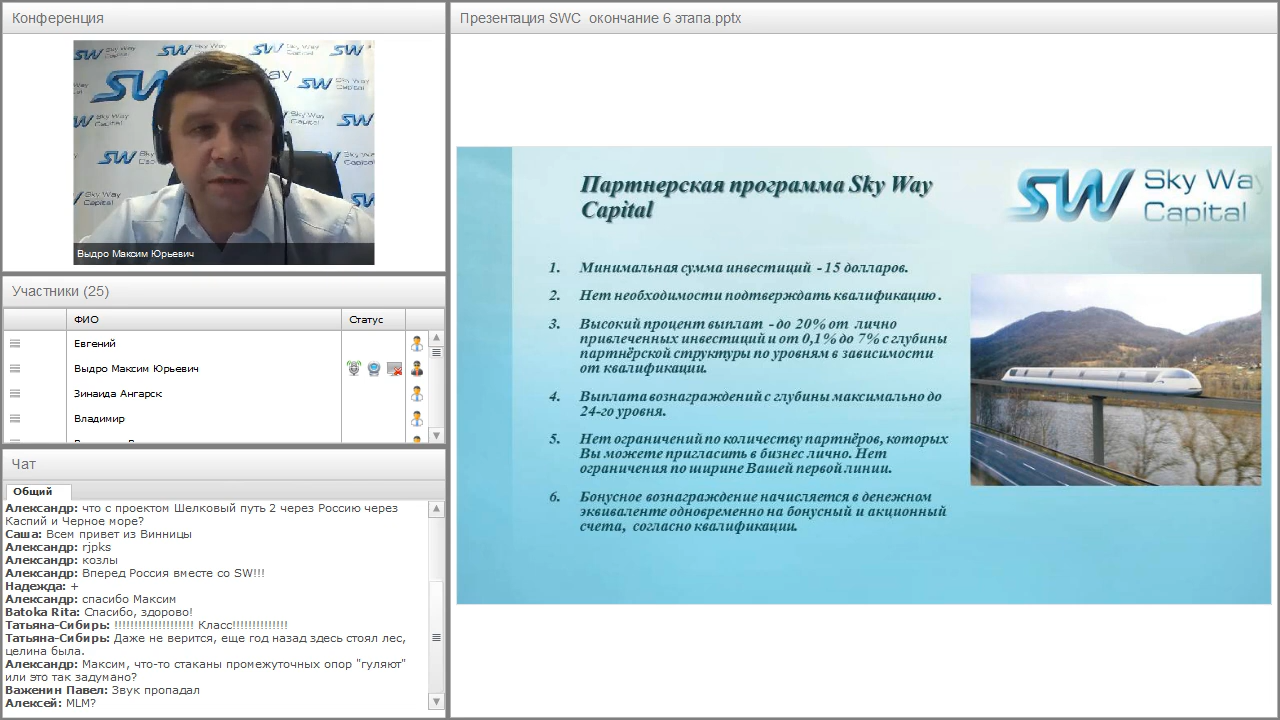 Конференция
Выдро Максим Юрьевич
Участники (25)
ФИО
Статус
Евгений
Выдро Максим Юрьевич
Зинаида Ангарск
Владимир
Чат
Общий
Александр: что с проектом Шелковый путь 2 через Россию через
Каспий и Черное море?
Саша: Всем привет из Винницы
Александр: rjpks
Александр: козлы
Александр: Вперед Россия вместе со SW!!!
Надежда: +
Александр: спасибо Максим
Batoka Rita: Спасибо, здорово!
Татьяна-Сибирь: !!!!!!!!!!!!!!!!!!!! Класс!!!!!!!!!!!!!!
Татьяна-Сибирь: Даже не верится, еще год назад здесь стоял лес,
целина была.
Александр: Максим, что-то стаканы промежуточных опор "гуляют"
или это так задумано?
Важенин Павел: Звук пропадал
Алексей: MLM?
Презентация SWC окончание 6 этапа.pptx
Партнерская программа Sky Way
Capital
SW Sky Way
Capital
1. Минимальная сумма инвестиций - 15 долларов.
2. Нет необходимости подтверждать квалификацию .
3. Высокий процент выплат - до 20% от лично
привлеченных инвестиций и от 0,1% до 7% с глубины
партнёрской структуры по уровням в зависимости
от квалификации.
4. Выплата вознаграждений с глубины максимально до
24-го уровня.
5. Нет ограничений по количеству партнёров, которых
Вы можете пригласить в бизнес лично. Нет
ограничения по ширине Вашей первой линии.
6. Бонусное вознаграждение начисляется в денежном
эквиваленте одновременно на бонусный и акционный
счета, согласно квалификации.